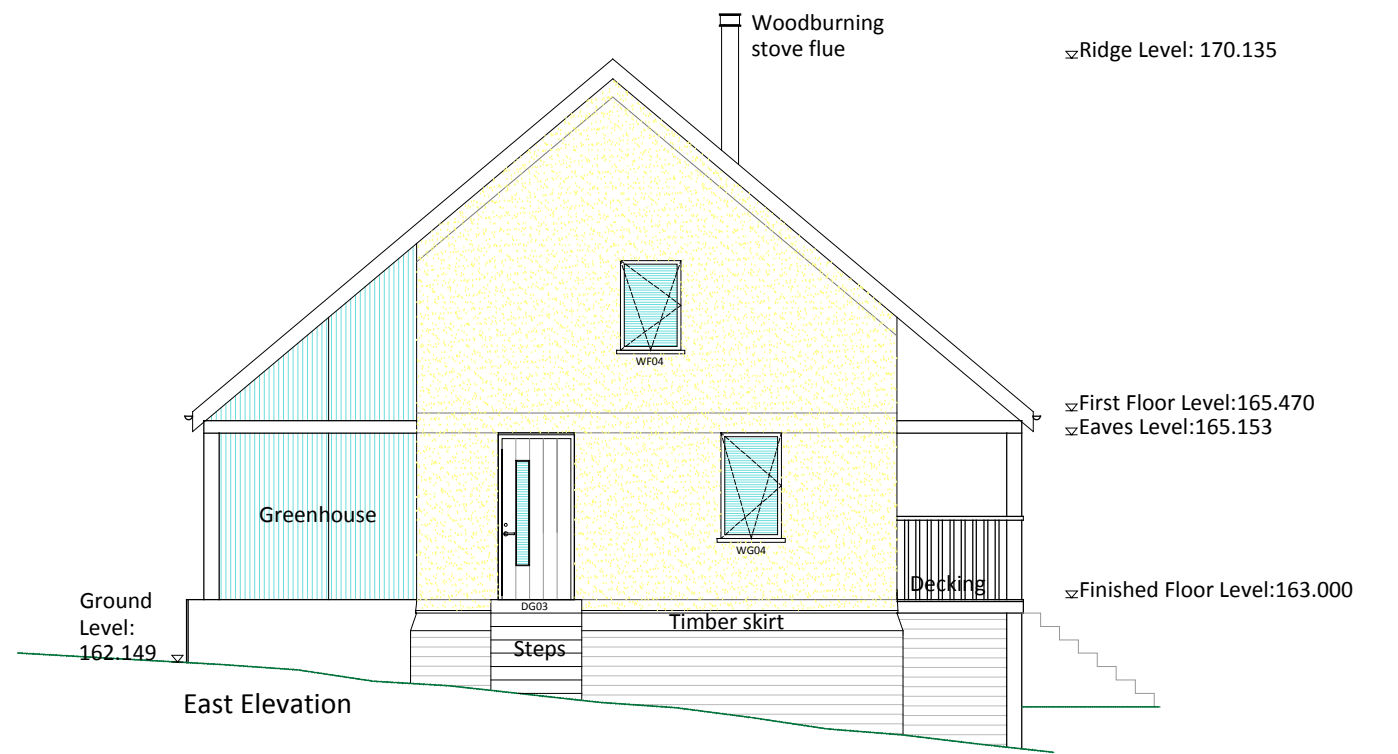 Woodburning
stove flue
Ridge Level: 170.135
WF04
First Floor Level:165.470
Eaves Level:165.153
Greenhouse
WG04
Decking
Finished Floor Level:163.000
Ground
Level:
162.149
DG03
Timber skirt
Steps
East Elevation